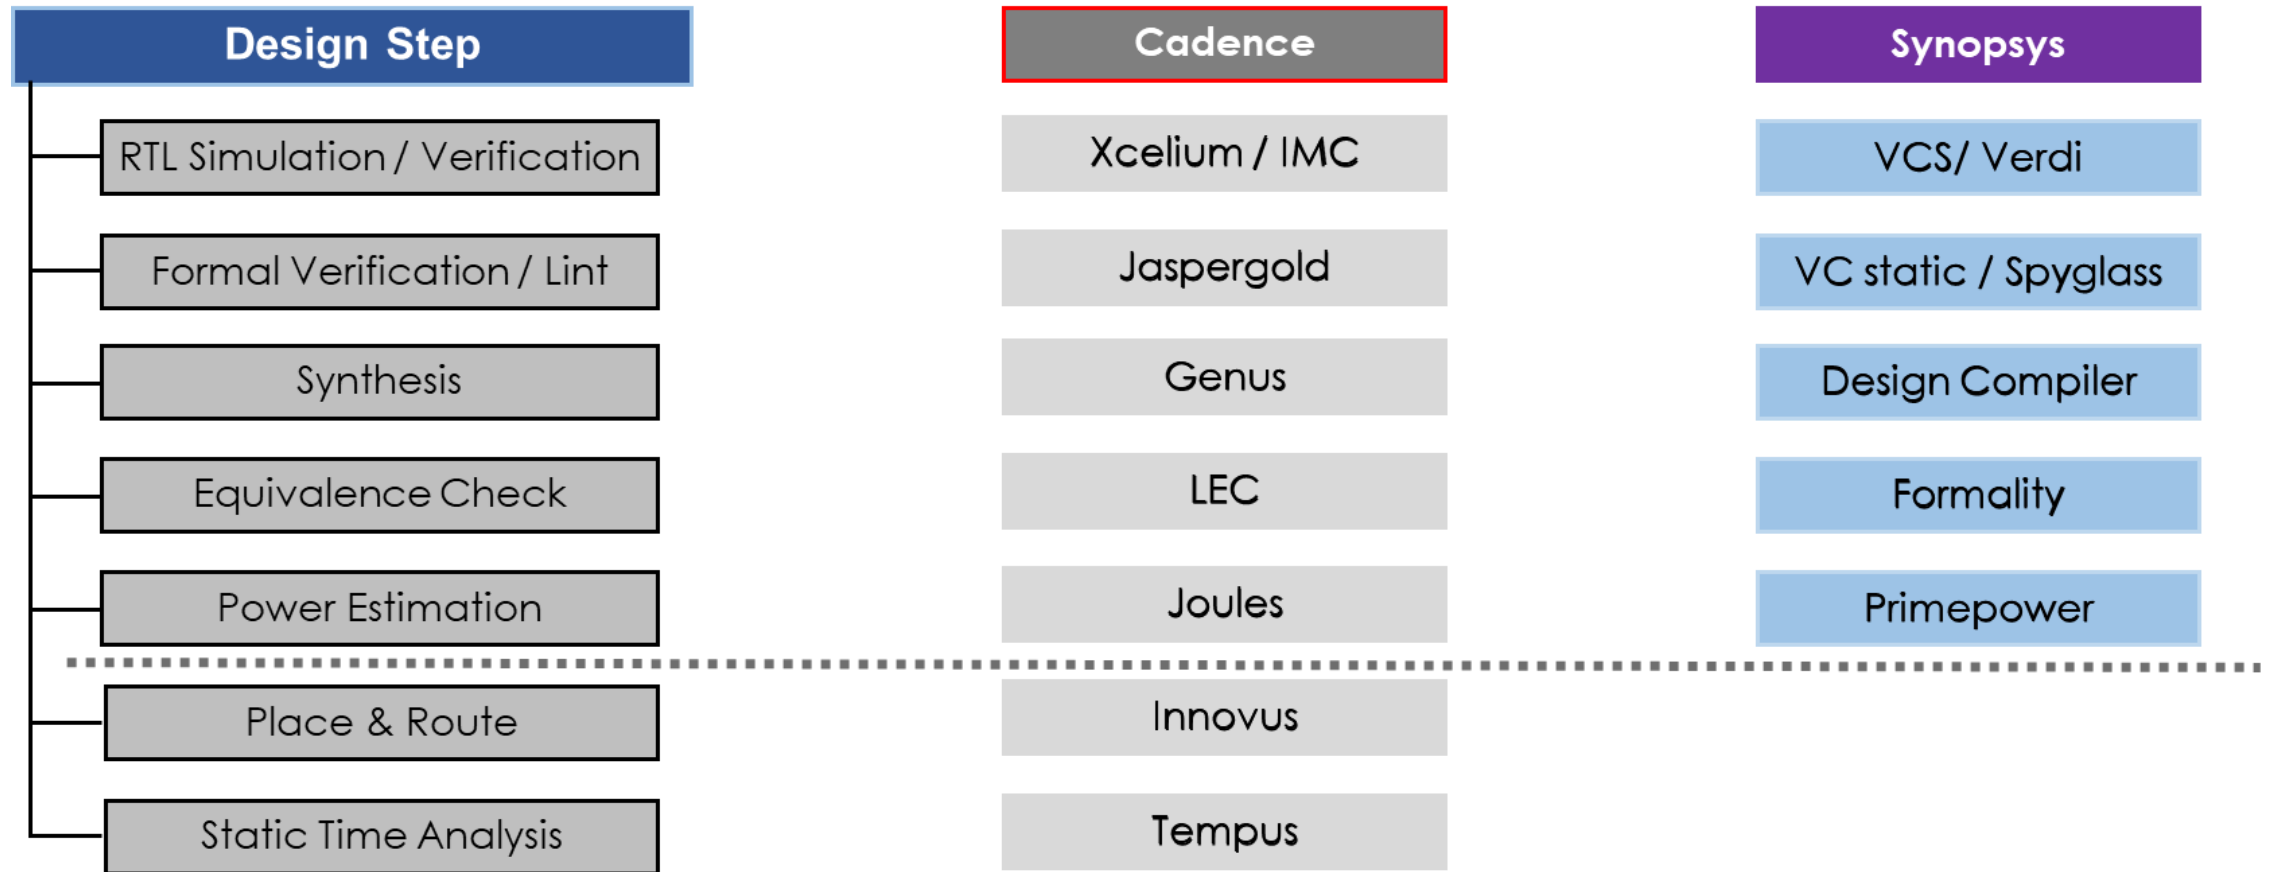 Design Step
Cadence
Synopsys
RTL Simulation / Verification
Xcelium / IMC
VCS/ Verdi
Formal Verification / Lint
Jaspergold
VC static / Spyglass
Synthesis
Genus
Design Compiler
Equivalence Check
LEC
Formality
Power Estimation
Joules
Primepower
Place & Route
Innovus
Static Time Analysis
Tempus